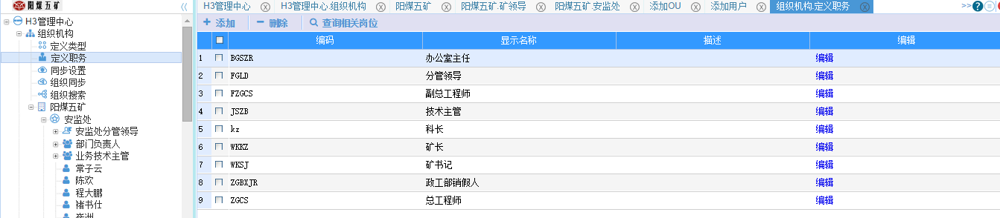 阳煤五矿
H3管理中心
组织机构
定义类型
定义职务
同步设置
组织同步
组织搜索
阳煤五矿
安监处
安监处分管领导
部门负责人
业务技术主管
常子云
陈欢
程大鹏
褚书仕
H3管理中心 H3管理中心.组织机构 阳煤五矿 阳煤五矿.矿领导 阳煤五矿.安监处 添加OU 添加用户 组织机构.定义职务 >>
添加 删除 查询相关岗位
编码 显示名称 描述 编辑
1 BGSZR 办公室主任 编辑
2 FGLD 分管领导 编辑
3 FZGCS 副总工程师 编辑
4 JSZB 技术主管 编辑
5 kz 科长 编辑
6 WKKZ 矿长 编辑
7 WKSJ 矿书记 编辑
8 ZGBXJR 政工部销假人 编辑
9 ZGCS 总工程师 编辑